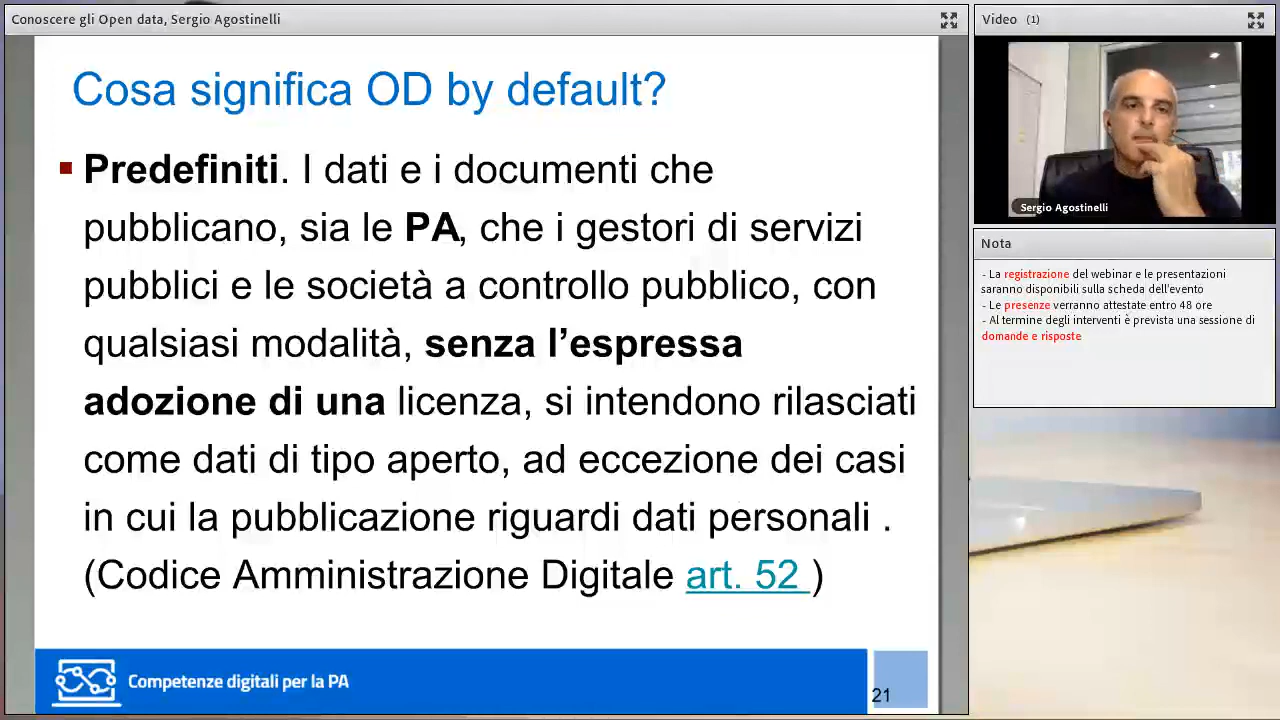 Conoscere gli Open data, Sergio Agostinelli
Cosa significa OD by default?
Predefiniti. I dati e i documenti che
pubblicano, sia le PA, che i gestori di servizi
pubblici e le società a controllo pubblico, con
qualsiasi modalità, senza l’espressa
adozione di una licenza, si intendono rilasciati
come dati di tipo aperto, ad eccezione dei casi
in cui la pubblicazione riguardi dati personali .
(Codice Amministrazione Digitale art. 52 )
Competenze digitali per la PA
21
Video (1)
Sergio Agostinelli
Nota
- La registrazione del webinar e le presentazioni
saranno disponibili sulla scheda dell'evento
- Le presenze verranno attestate entro 48 ore
- Al termine degli interventi è prevista una sessione di
domande e risposte